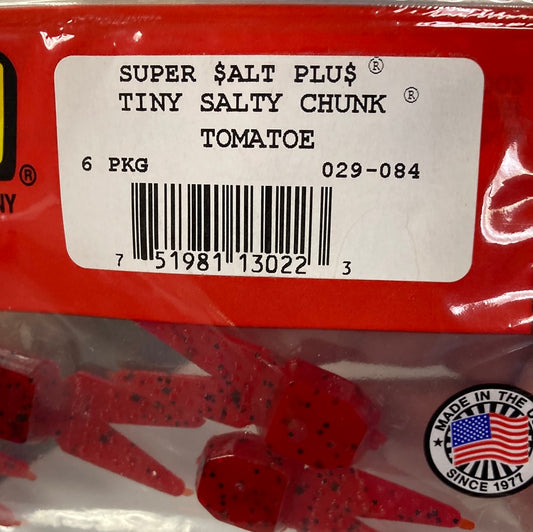 SUPER $ALT PLU$ ®
TINY SALTY CHUNK ®
TOMATOE
6 PKG 029-084
7 51981 13022 3
®
NY
MADE IN THE U
SINCE 1977